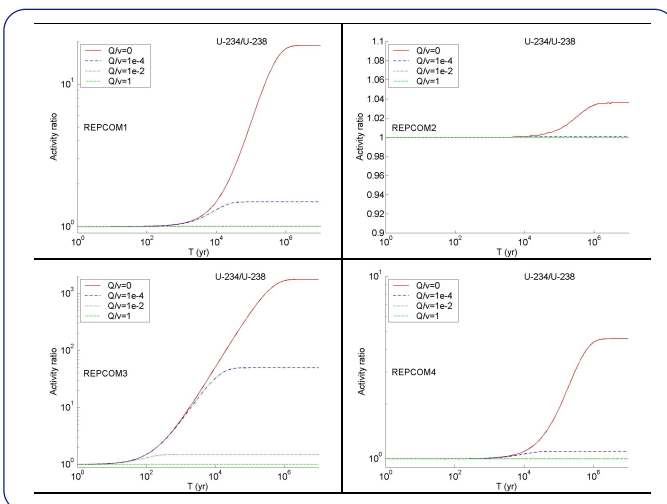 U-234/U-238
Q/v=0
Q/v=1e-4
Q/v=1e-2
Q/v=1
10^1
10^0
Activity ratio
REPCOM1
10^0
10^2
10^4
10^6
T (yr)
U-234/U-238
Q/v=0
Q/v=1e-4
Q/v=1e-2
Q/v=1
1.1
1.08
1.06
1.04
1.02
1
0.98
0.96
0.94
0.92
0.9
Activity ratio
REPCOM2
10^0
10^2
10^4
10^6
T (yr)
U-234/U-238
Q/v=0
Q/v=1e-4
Q/v=1e-2
Q/v=1
10^3
10^2
10^1
10^0
Activity ratio
REPCOM3
10^0
10^2
10^4
10^6
T (yr)
U-234/U-238
Q/v=0
Q/v=1e-4
Q/v=1e-2
Q/v=1
10^1
10^0
Activity ratio
REPCOM4
10^0
10^2
10^4
10^6
T (yr)